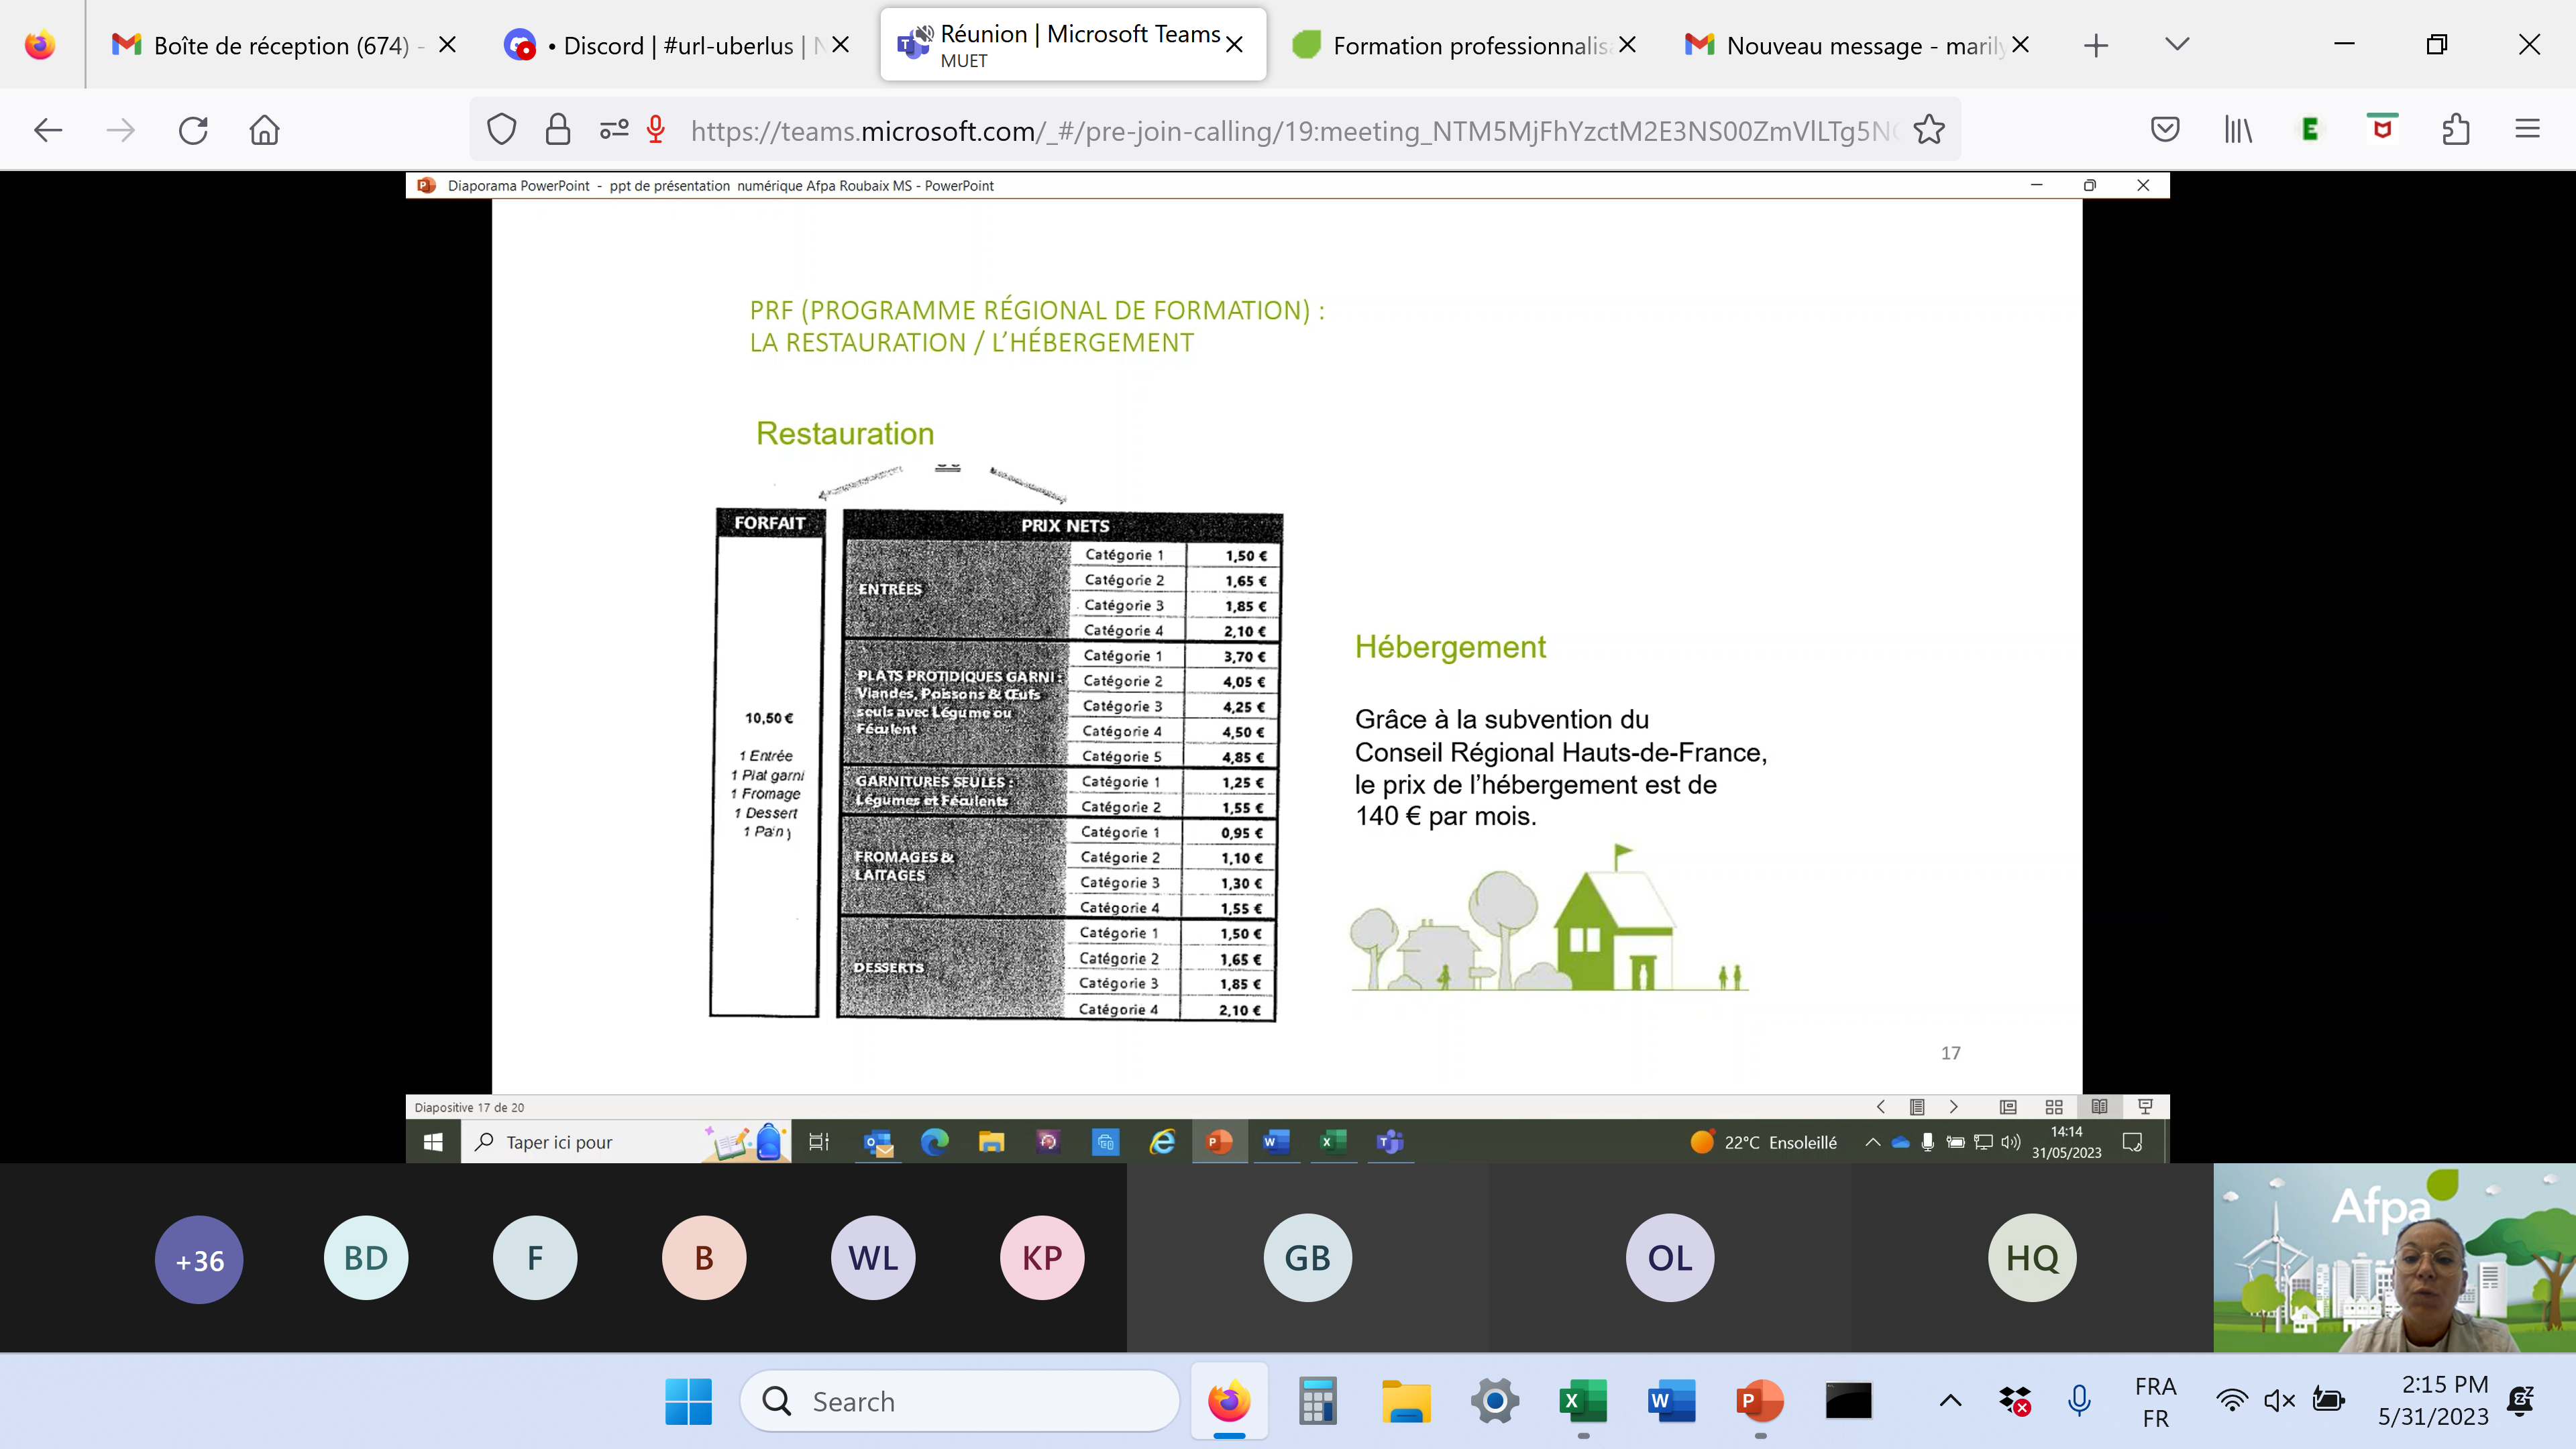 Boîte de réception (674) -
• Discord | #url-uberlus |
Réunion | Microsoft Teams
MUET
Formation professionnalis
Nouveau message - marily
https://teams.microsoft.com/_#/pre-join-calling/19:meeting_NTM5MjFhYzctM2E3NS00ZmVlLTg5N
Diaporama PowerPoint - ppt de présentation numérique Afpa Roubaix MS - PowerPoint
PRF (PROGRAMME RÉGIONAL DE FORMATION) :
LA RESTAURATION / L'HÉBERGEMENT
Restauration
FORFAIT
10,50 €
1 Entrée
1 Plat garni
1 Fromage
1 Dessert
1 Pain )
PRIX NETS
ENTRÉES
Catégorie 1 1,50 €
Catégorie 2 1,65 €
Catégorie 3 1,85 €
Catégorie 4 2,10 €
PLATS PROTIDIQUES GARNI :
Viandes, Poissons & Œufs
seuls avec Légume ou
Féculent
Catégorie 1 3,70 €
Catégorie 2 4,05 €
Catégorie 3 4,25 €
Catégorie 4 4,50 €
Catégorie 5 4,85 €
GARNITURES SEULES :
Légumes et Féculents
Catégorie 1 1,25 €
Catégorie 2 1,55 €
FROMAGES &
LAITAGES
Catégorie 1 0,95 €
Catégorie 2 1,10 €
Catégorie 3 1,30 €
Catégorie 4 1,55 €
DESSERTS
Catégorie 1 1,50 €
Catégorie 2 1,65 €
Catégorie 3 1,85 €
Catégorie 4 2,10 €
Hébergement
Grâce à la subvention du
Conseil Régional Hauts-de-France,
le prix de l'hébergement est de
140 € par mois.
17
Diapositive 17 de 20
Taper ici pour
22°C Ensoleillé
14:14
31/05/2023
+36
BD
F
B
WL
KP
GB
OL
HQ
Afpa
Search
FRA
FR
2:15 PM
5/31/2023